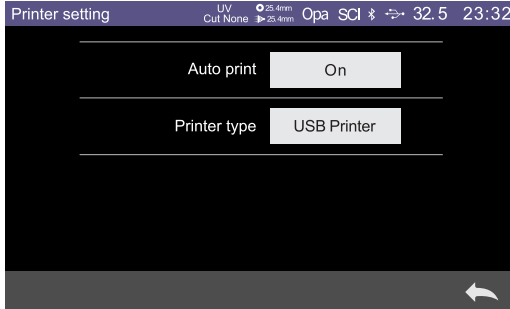 Printer setting UV Cut None 25.4mm 25.4mm Opa SCI 32.5 23:32
Auto print On
Printer type USB Printer